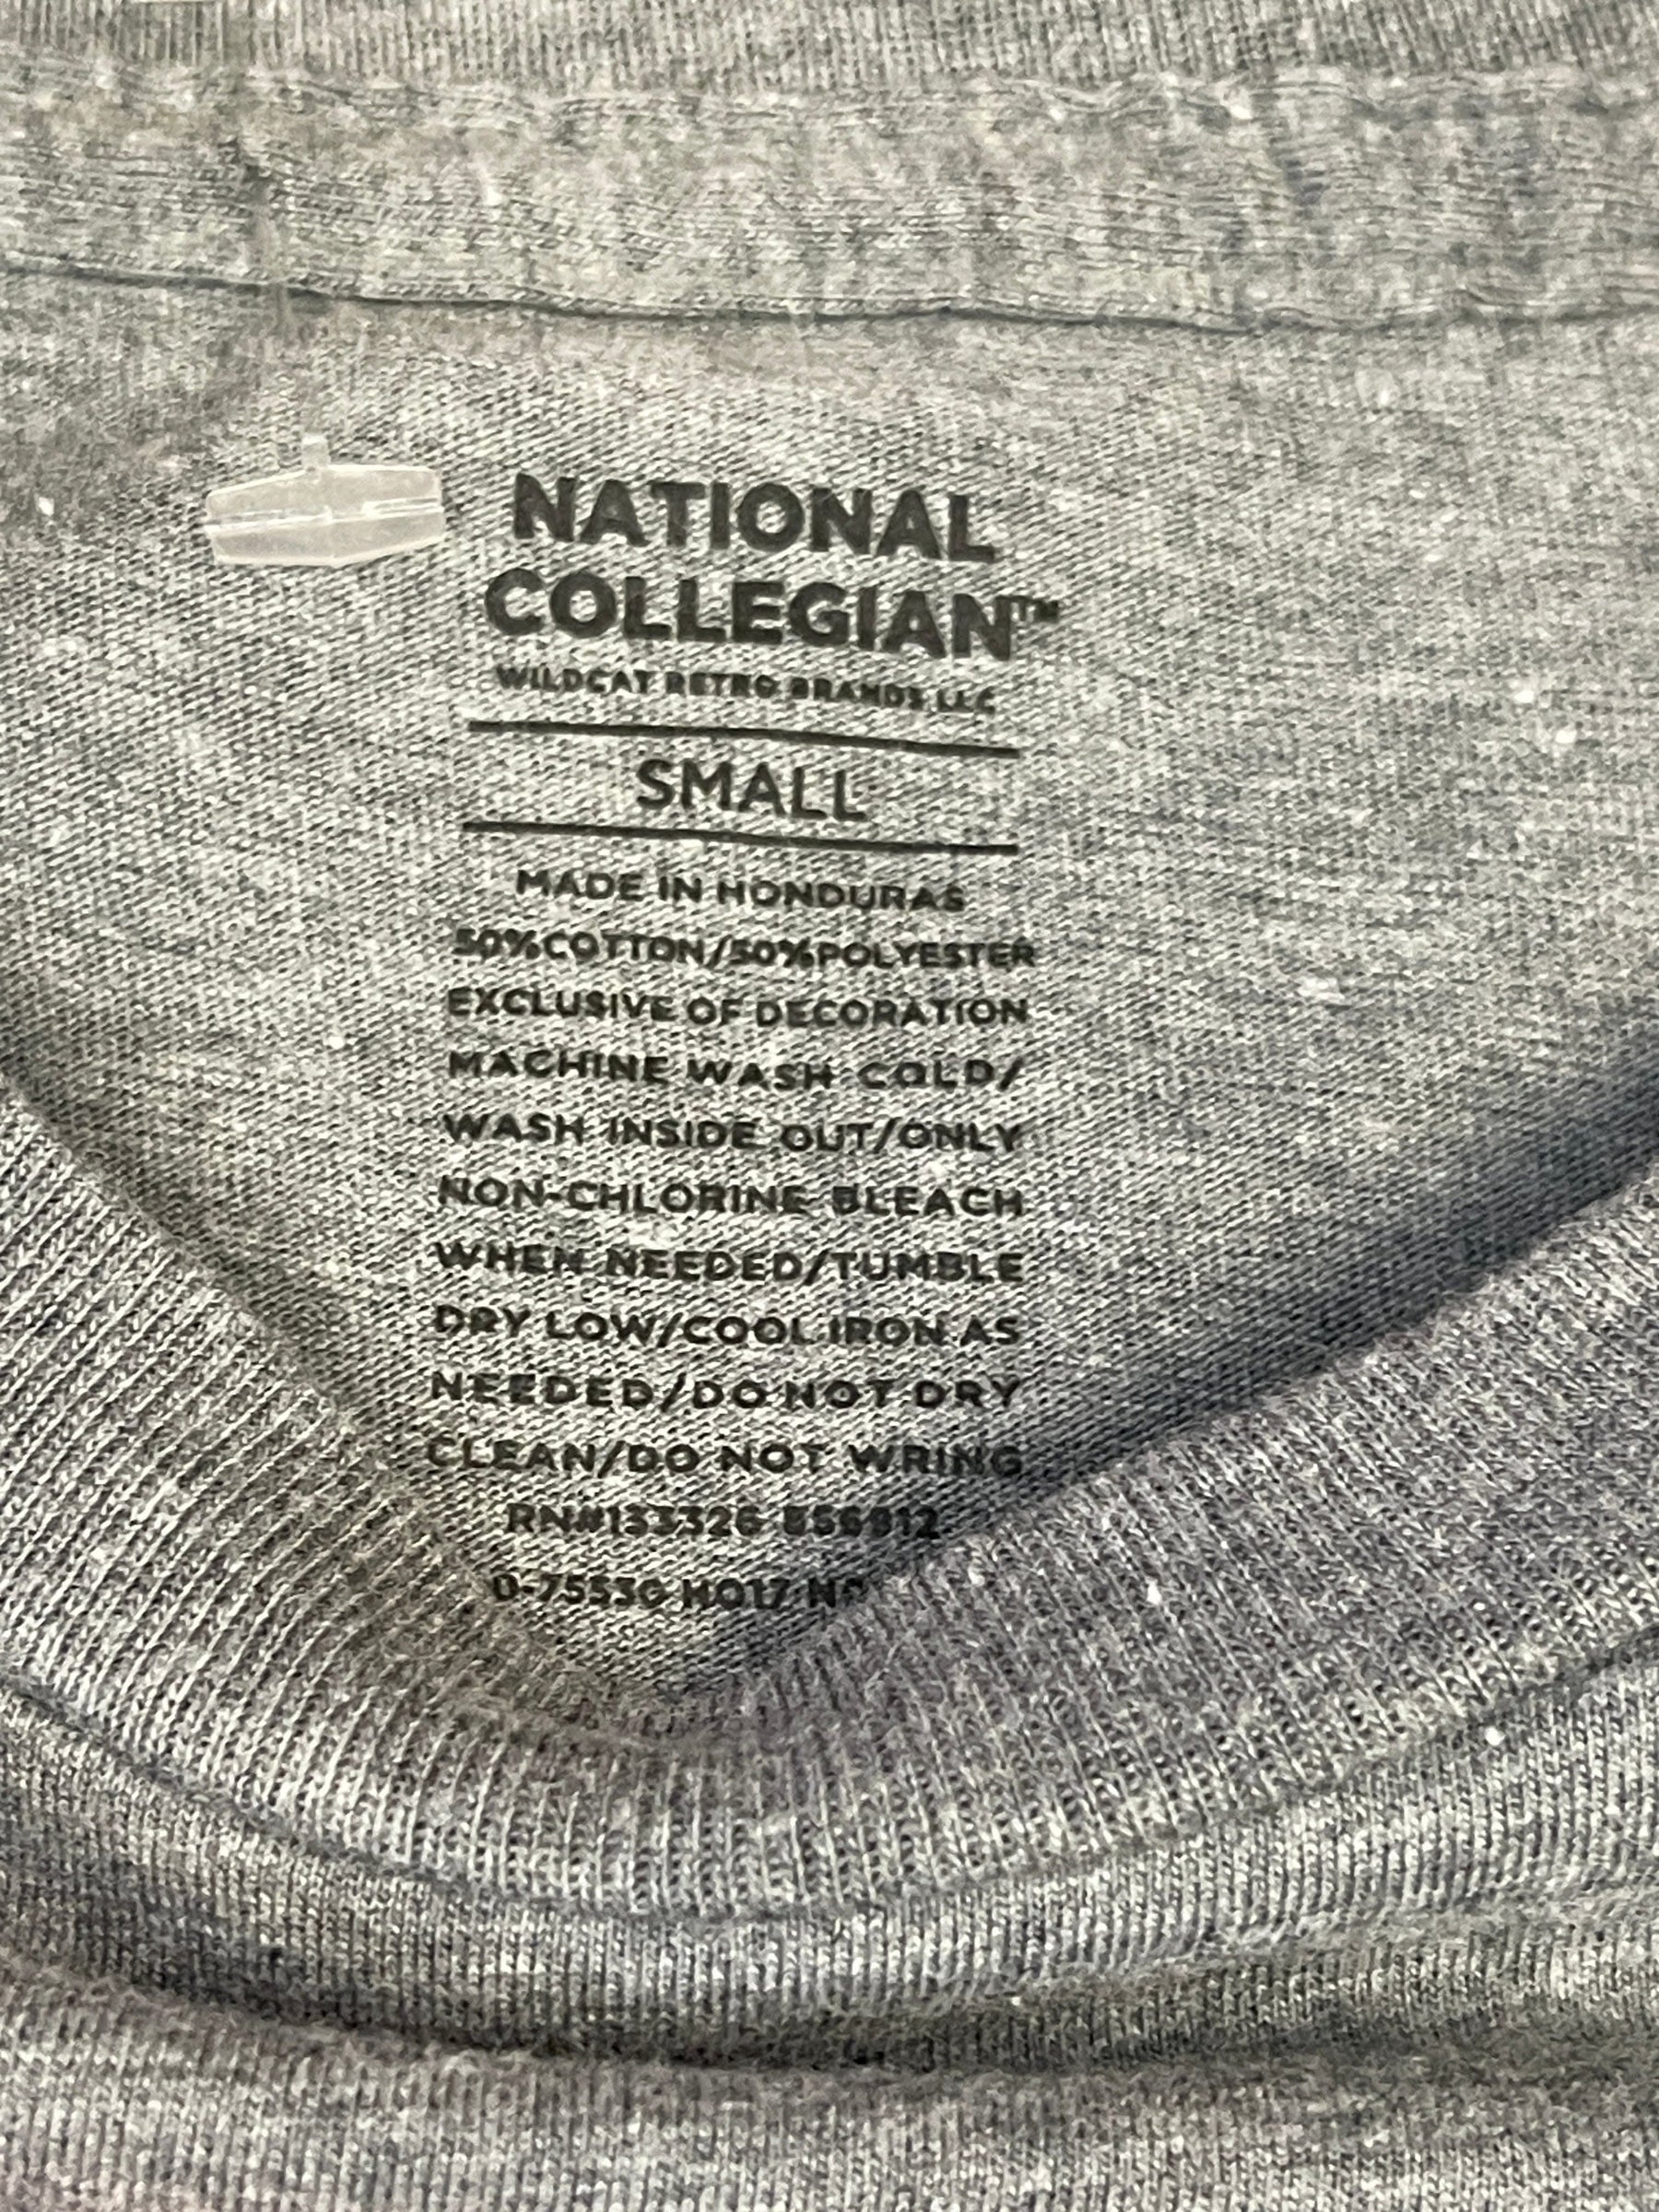 NATIONAL
COLLEGIAN™
WILDCAT RETRO BRANDS LLC
SMALL
MADE IN HONDURAS
50%COTTON/50%POLYESTER
EXCLUSIVE OF DECORATION
MACHINE WASH COLD/
WASH INSIDE OUT/ONLY
NON-CHLORINE BLEACH
WHEN NEEDED/TUMBLE
DRY LOW/COOL IRON AS
NEEDED/DO NOT DRY
CLEAN/DO NOT WRING
RN#133326
0-75530 HO17